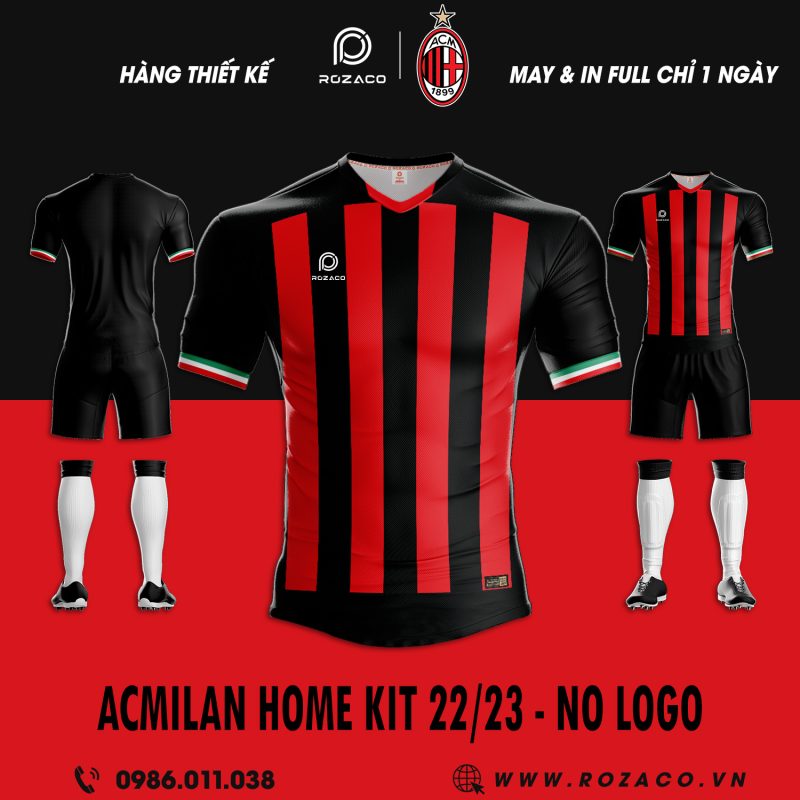 HÀNG THIẾT KẾ
ROZACO
ACM
1899
MAY & IN FULL CHỈ 1 NGÀY
ROZACO
ACMILAN HOME KIT 22/23 - NO LOGO
0986.011.038
WWW.ROZACO.VN